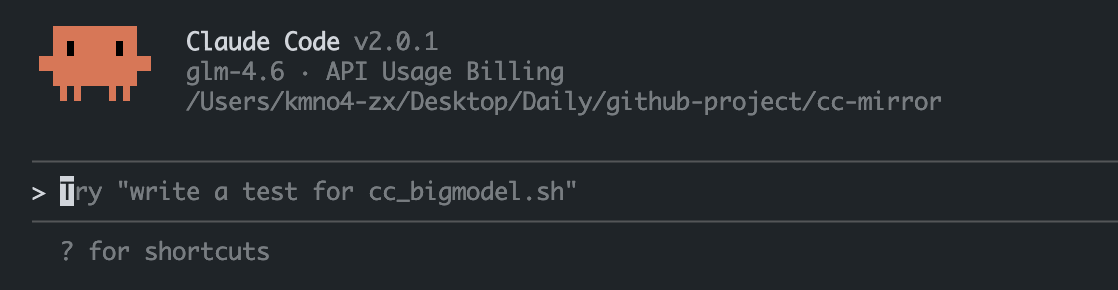 Claude Code v2.0.1
glm-4.6 · API Usage Billing
/Users/kmno4-zx/Desktop/Daily/github-project/cc-mirror
> Try "write a test for cc_bigmodel.sh"
? for shortcuts